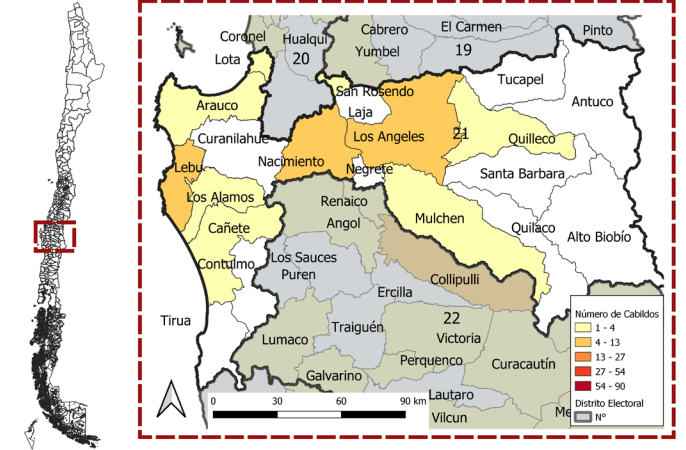 Coronel
Hualqui
20
Cabrero
Yumbel
El Carmen
19
Pinto
Lota
Tucapel
Antuco
San Rosendo
Arauco
Laja
Curanilahue
Los Angeles
21
Quilleco
Lebu
Nacimiento
Negrete
Santa Barbara
Los Alamos
Renaico
Angol
Mulchen
Cañete
Quilaco
Alto Biobío
Contulmo
Los Sauces
Puren
Collipulli
Ercilla
Tirua
Traiguén
22
Lumaco
Victoria
Perquenco
Curacautín
Galvarino
Lautaro
Vilcun
Me
0 30 60 90 km
Número de Cabildos
1 - 4
4 - 13
13 - 27
27 - 54
54 - 90
Distrito Electoral
N°